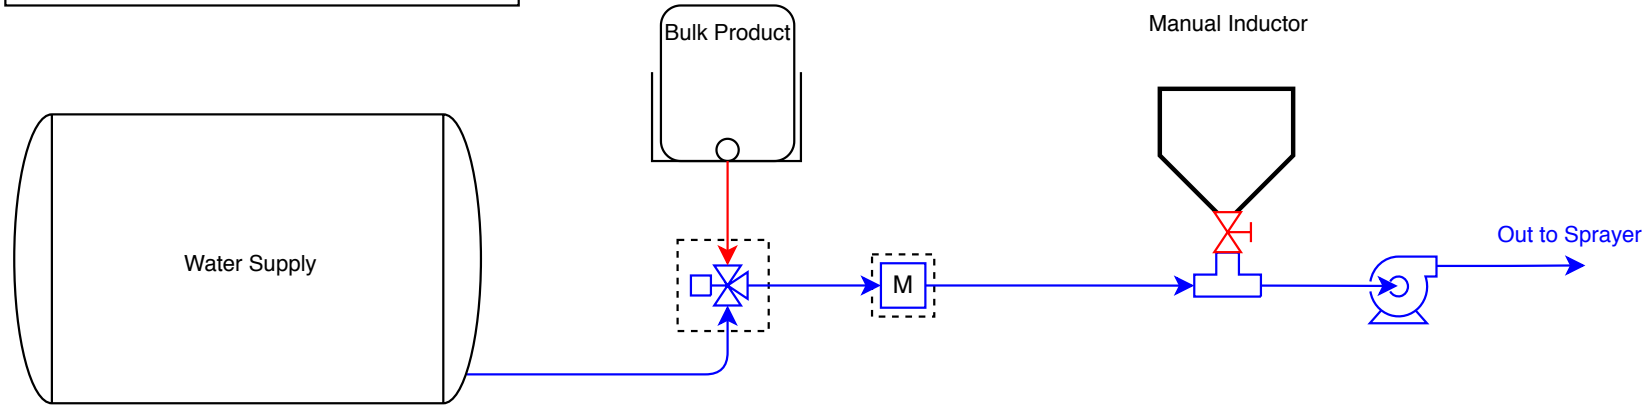 Manual Inductor
Bulk Product
Out to Sprayer
Water Supply
M